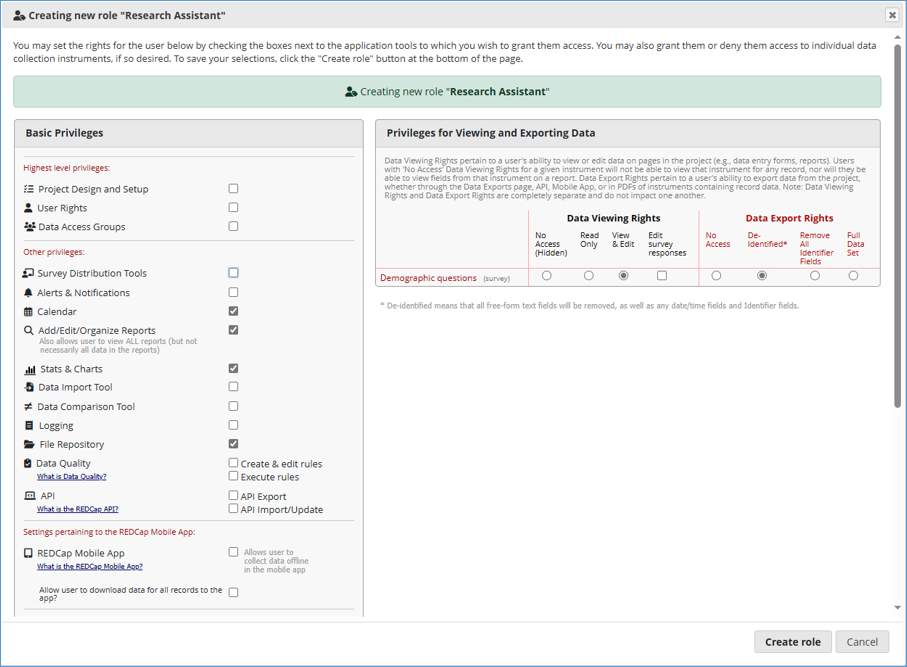 Creating new role "Research Assistant"
You may set the rights for the user below by checking the boxes next to the application tools to which you wish to grant them access. You may also grant them or deny them access to individual data
collection instruments, if so desired. To save your selections, click the "Create role" button at the bottom of the page.
Creating new role "Research Assistant"
Basic Privileges
Highest level privileges:
Project Design and Setup
User Rights
Data Access Groups
Other privileges:
Survey Distribution Tools
Alerts & Notifications
Calendar
Add/Edit/Organize Reports
Also allows user to view ALL reports (but not
necessarily all data in the reports)
Stats & Charts
Data Import Tool
Data Comparison Tool
Logging
File Repository
Data Quality
What is Data Quality?
Create & edit rules
Execute rules
API
What is the REDCap API?
API Export
API Import/Update
Settings pertaining to the REDCap Mobile App:
REDCap Mobile App
What is the REDCap Mobile App?
Allows user to
collect data offline
in the mobile app
Allow user to download data for all records to the
app?
Privileges for Viewing and Exporting Data
Data Viewing Rights pertain to a user's ability to view or edit data on pages in the project (e.g., data entry forms, reports). Users
with 'No Access' Data Viewing Rights for a given instrument will not be able to view that instrument for any record, nor will they be
able to view fields from that instrument on a report. Data Export Rights pertain to a user's ability to export data from the project,
whether through the Data Exports page, API, Mobile App, or in PDFs of instruments containing record data. Note: Data Viewing
Rights and Data Export Rights are completely separate and do not impact one another.
Data Viewing Rights
No
Access
(Hidden)
Read
Only
View
& Edit
Edit
survey
responses
Data Export Rights
No
Access
De-
Identified*
Remove
All
Identifier
Fields
Full
Data
Set
Demographic questions (survey)
* De-identified means that all free-form text fields will be removed, as well as any date/time fields and Identifier fields.
Create role
Cancel